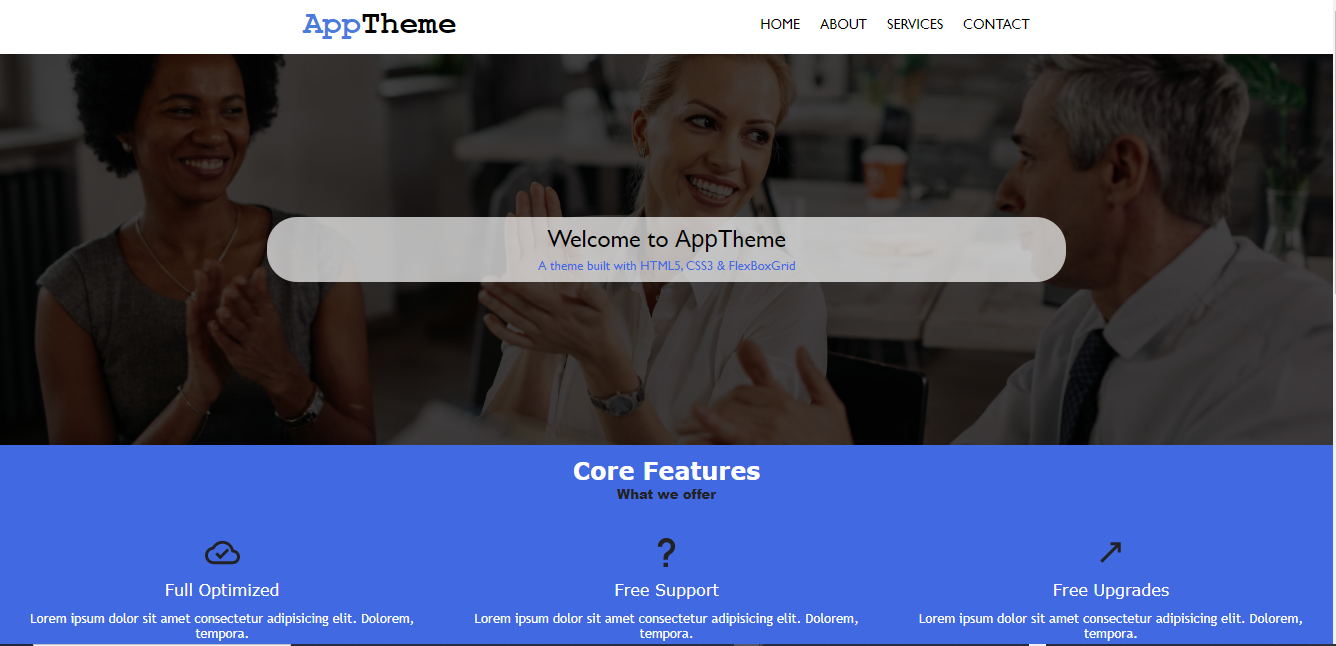 AppTheme
HOME ABOUT SERVICES CONTACT
Welcome to AppTheme
A theme built with HTML5, CSS3 & FlexBoxGrid
Core Features
What we offer
Full Optimized
Lorem ipsum dolor sit amet consectetur adipisicing elit. Dolorem,
tempora.
Free Support
Lorem ipsum dolor sit amet consectetur adipisicing elit. Dolorem,
tempora.
Free Upgrades
Lorem ipsum dolor sit amet consectetur adipisicing elit. Dolorem,
tempora.